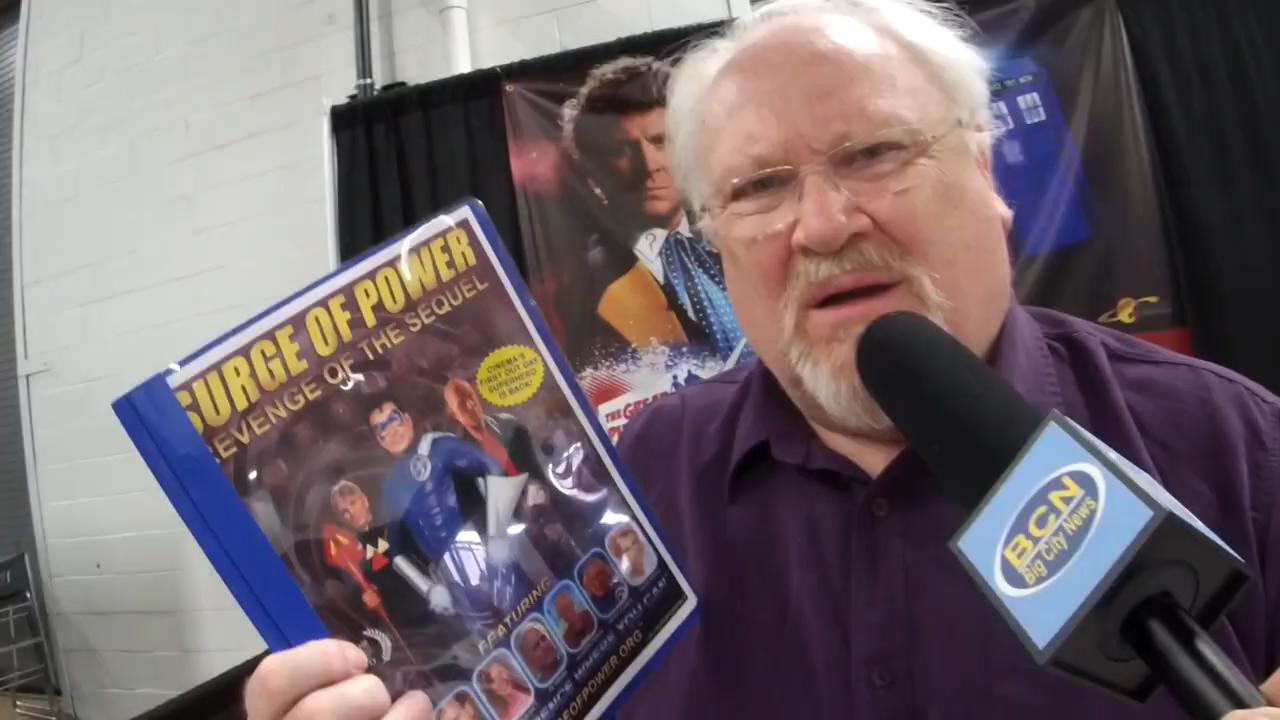 SURGE OF POWER
REVENGE OF THE SEQUEL
CINEMA'S
FIRST OUT GAY
SUPERHERO
IS BACK!
FEATURING
?
THE GREA
BCN
Big City News